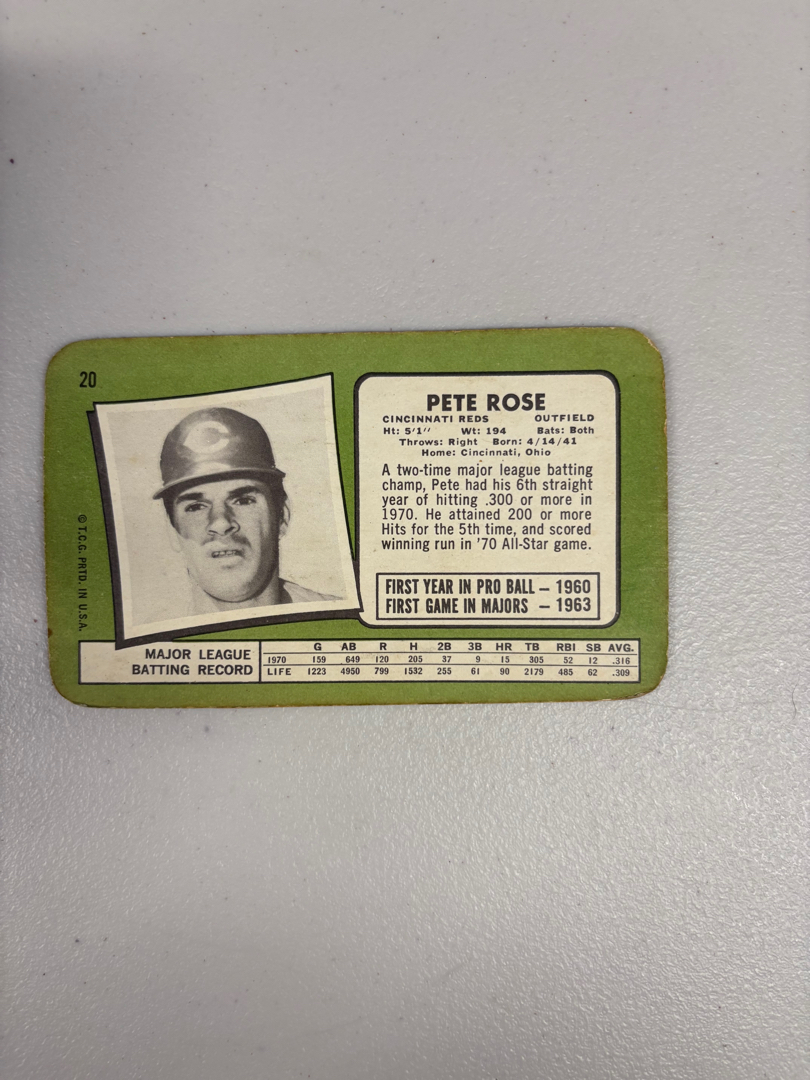 20
PETE ROSE
CINCINNATI REDS OUTFIELD
Ht: 5'1" Wt: 194 Bats: Both
Throws: Right Born: 4/14/41
Home: Cincinnati, Ohio
A two-time major league batting
champ, Pete had his 6th straight
year of hitting .300 or more in
1970. He attained 200 or more
Hits for the 5th time, and scored
winning run in '70 All-Star game.
FIRST YEAR IN PRO BALL – 1960
FIRST GAME IN MAJORS – 1963
© T.C.G. PRTD. IN U.S.A.
MAJOR LEAGUE
BATTING RECORD
G AB R H 2B 3B HR TB RBI SB AVG.
1970 159 649 120 205 37 9 15 305 52 12 .316
LIFE 1223 4950 799 1532 255 61 90 2179 485 62 .309
C